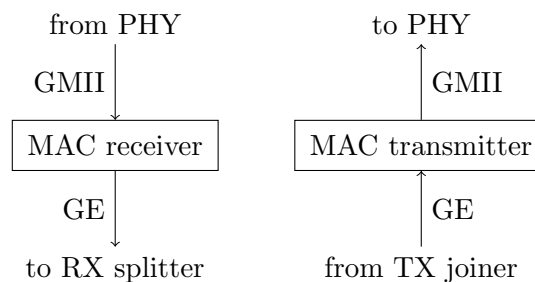 from PHY
GMII
MAC receiver
GE
to RX splitter
to PHY
GMII
MAC transmitter
GE
from TX joiner